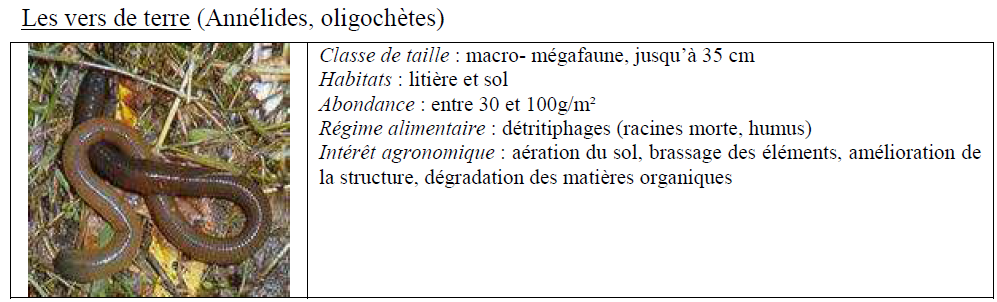 Les vers de terre (Annélides, oligochètes)
Classe de taille : macro- mégafaune, jusqu’à 35 cm
Habitats : litière et sol
Abondance : entre 30 et 100g/m²
Régime alimentaire : détritiphages (racines morte, humus)
Intérêt agronomique : aération du sol, brassage des éléments, amélioration de
la structure, dégradation des matières organiques